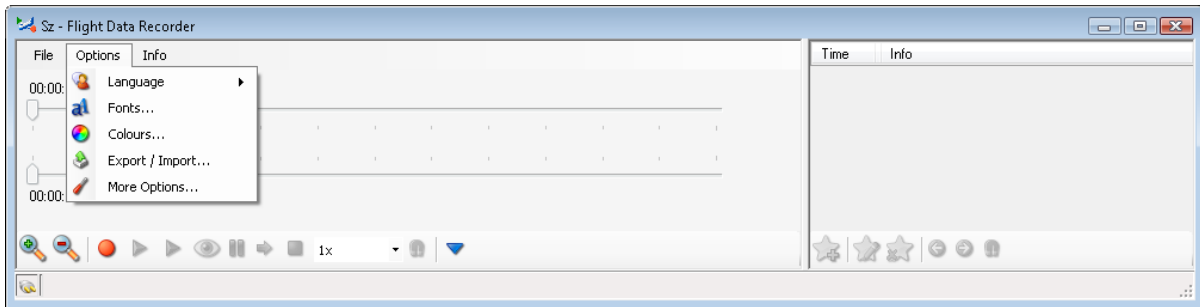 Sz - Flight Data Recorder
File Options Info
Time Info
00:00:
Language
Fonts...
Colours...
Export / Import...
More Options...
00:00:
1x